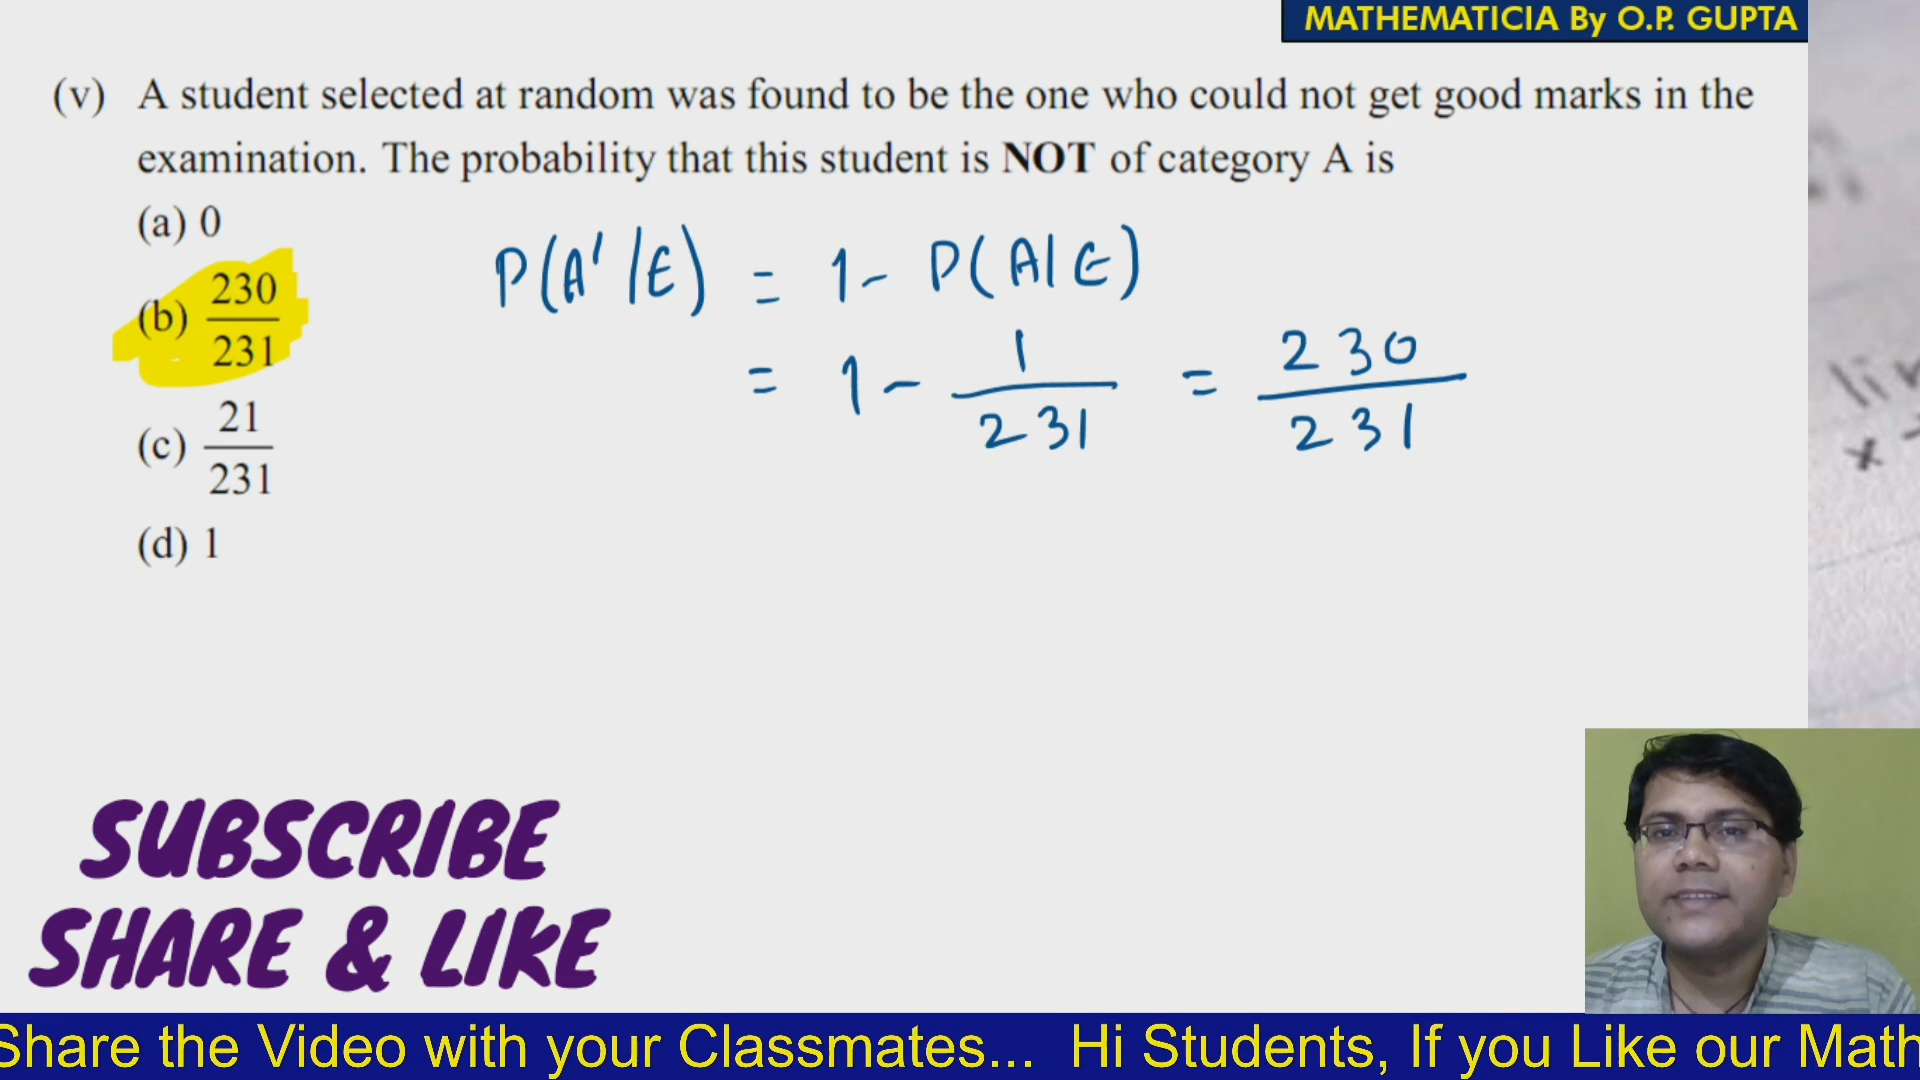 MATHEMATICIA By O.P. GUPTA
(v) A student selected at random was found to be the one who could not get good marks in the
examination. The probability that this student is NOT of category A is
(a) 0
(b) 230/231
(c) 21/231
(d) 1
P(A'/E) = 1 - P(A|E)
= 1 - 1/231 = 230/231
SUBSCRIBE
SHARE & LIKE
Share the Video with your Classmates... Hi Students, If you Like our Math